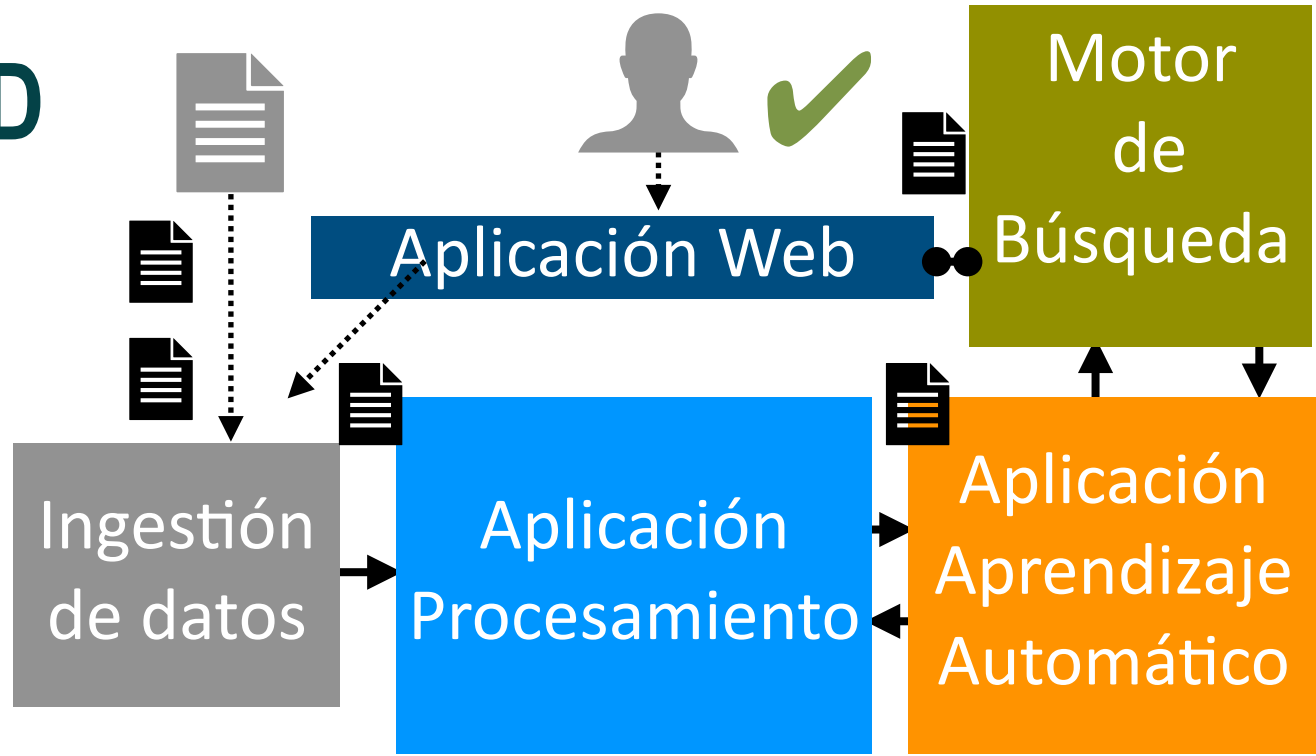 D
Motor
de
Búsqueda
Aplicación Web
Ingestión
de datos
Aplicación
Procesamiento
Aplicación
Aprendizaje
Automático